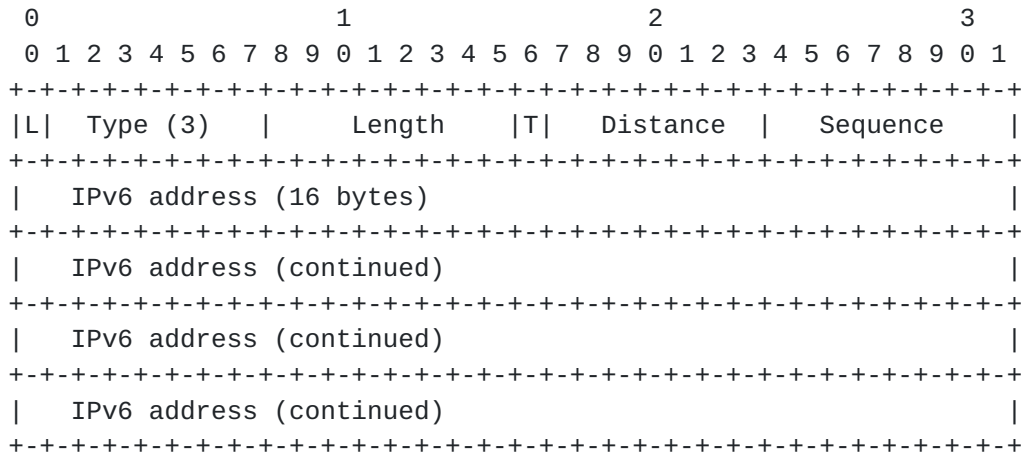 0                   1                   2                   3
 0 1 2 3 4 5 6 7 8 9 0 1 2 3 4 5 6 7 8 9 0 1 2 3 4 5 6 7 8 9 0 1
+-+-+-+-+-+-+-+-+-+-+-+-+-+-+-+-+-+-+-+-+-+-+-+-+-+-+-+-+-+-+-+-+
|L|  Type (3)   |     Length    |T|   Distance  |   Sequence    |
+-+-+-+-+-+-+-+-+-+-+-+-+-+-+-+-+-+-+-+-+-+-+-+-+-+-+-+-+-+-+-+-+
|   IPv6 address (16 bytes)                                     |
+-+-+-+-+-+-+-+-+-+-+-+-+-+-+-+-+-+-+-+-+-+-+-+-+-+-+-+-+-+-+-+-+
|   IPv6 address (continued)                                    |
+-+-+-+-+-+-+-+-+-+-+-+-+-+-+-+-+-+-+-+-+-+-+-+-+-+-+-+-+-+-+-+-+
|   IPv6 address (continued)                                    |
+-+-+-+-+-+-+-+-+-+-+-+-+-+-+-+-+-+-+-+-+-+-+-+-+-+-+-+-+-+-+-+-+
|   IPv6 address (continued)                                    |
+-+-+-+-+-+-+-+-+-+-+-+-+-+-+-+-+-+-+-+-+-+-+-+-+-+-+-+-+-+-+-+-+